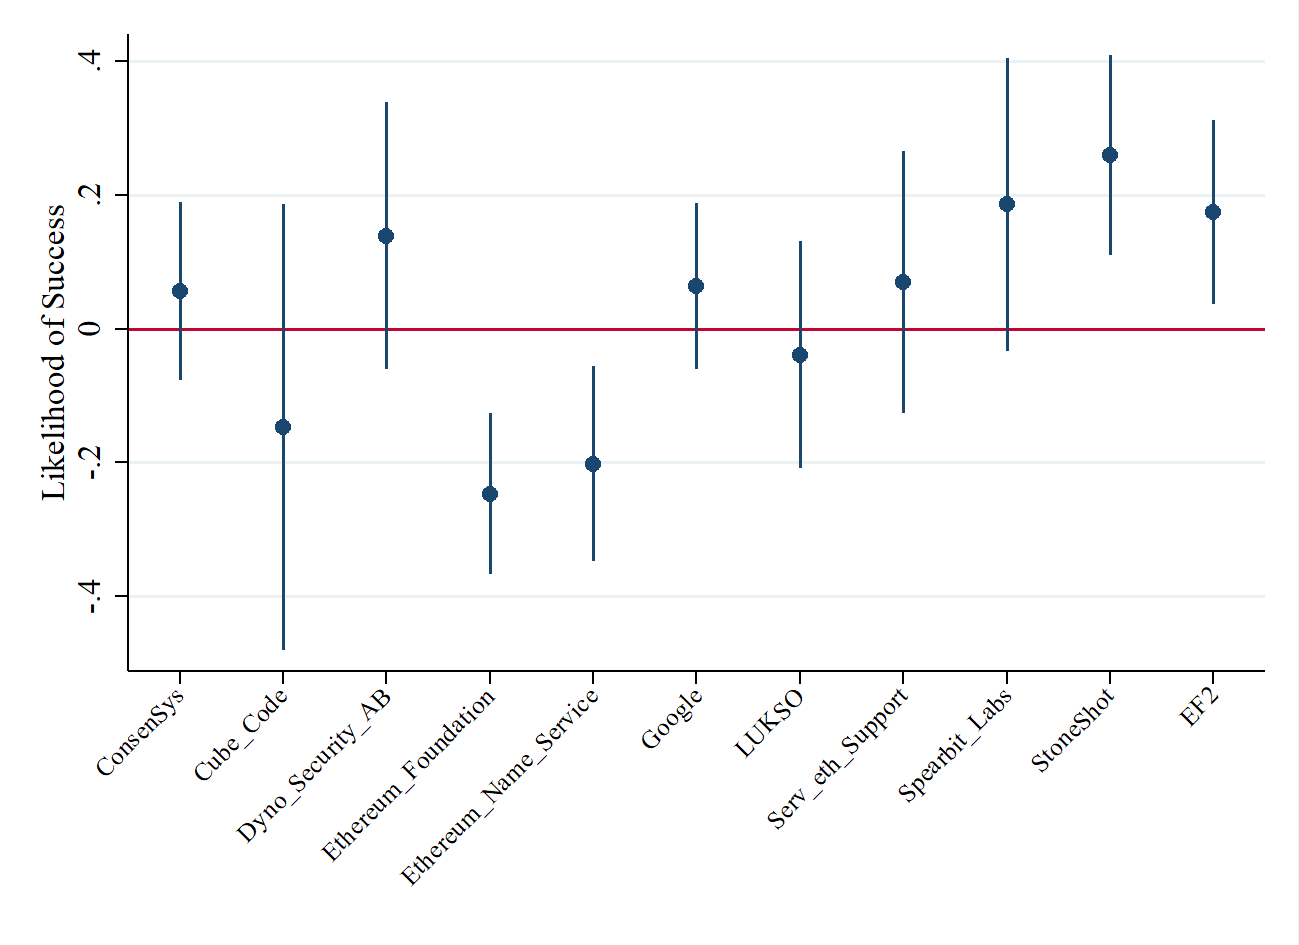 Likelihood of Success
.4
.2
0
-.2
-.4
ConsenSys
Cube_Code
Dyno_Security_AB
Ethereum_Foundation
Ethereum_Name_Service
Google
LUKSO
Serv_eth_Support
Spearbit_Labs
StoneShot
EF2